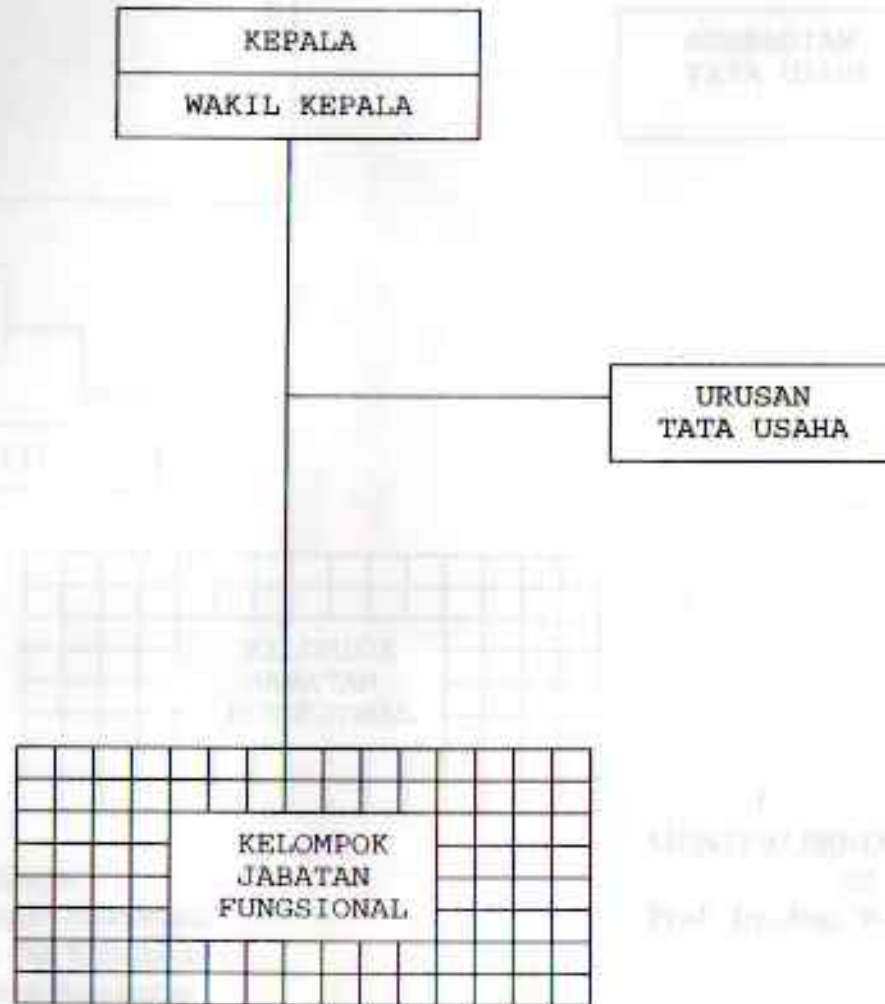 KEPALA
WAKIL KEPALA
URUSAN
TATA USAHA
KELOMPOK
JABATAN
FUNGSIONAL